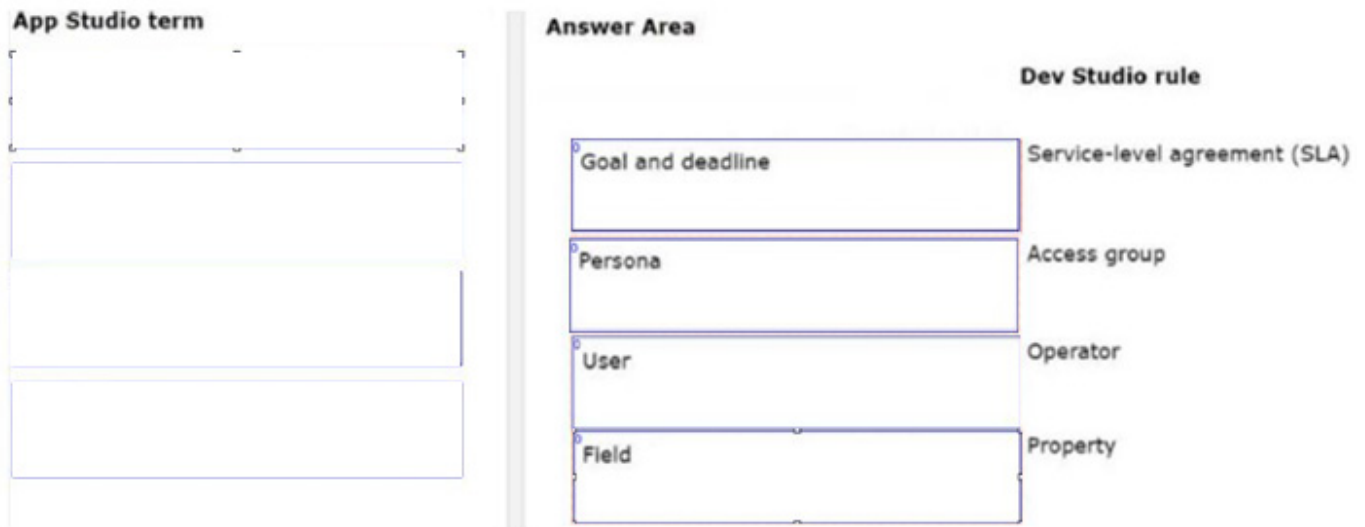 App Studio term
Answer Area
Dev Studio rule
Goal and deadline
Service-level agreement (SLA)
Persona
Access group
User
Operator
Field
Property